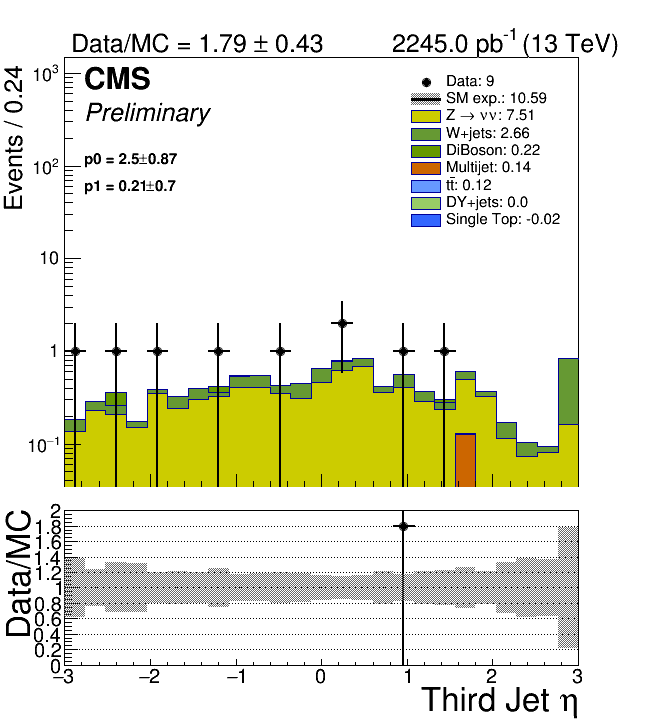 Data/MC = 1.79 ± 0.43 2245.0 pb⁻¹ (13 TeV)
CMS
Preliminary
p0 = 2.5±0.87
p1 = 0.21±0.7
Data: 9
SM exp.: 10.59
Z → νν: 7.51
W+jets: 2.66
DiBoson: 0.22
Multijet: 0.14
tt̄: 0.12
DY+jets: 0.0
Single Top: -0.02
Events / 0.24
10³
10²
10
1
10⁻¹
Data/MC
2
1.8
1.6
1.4
1.2
1
0.8
0.6
0.4
0.2
0
−3 −2 −1 0 1 2 3
Third Jet η